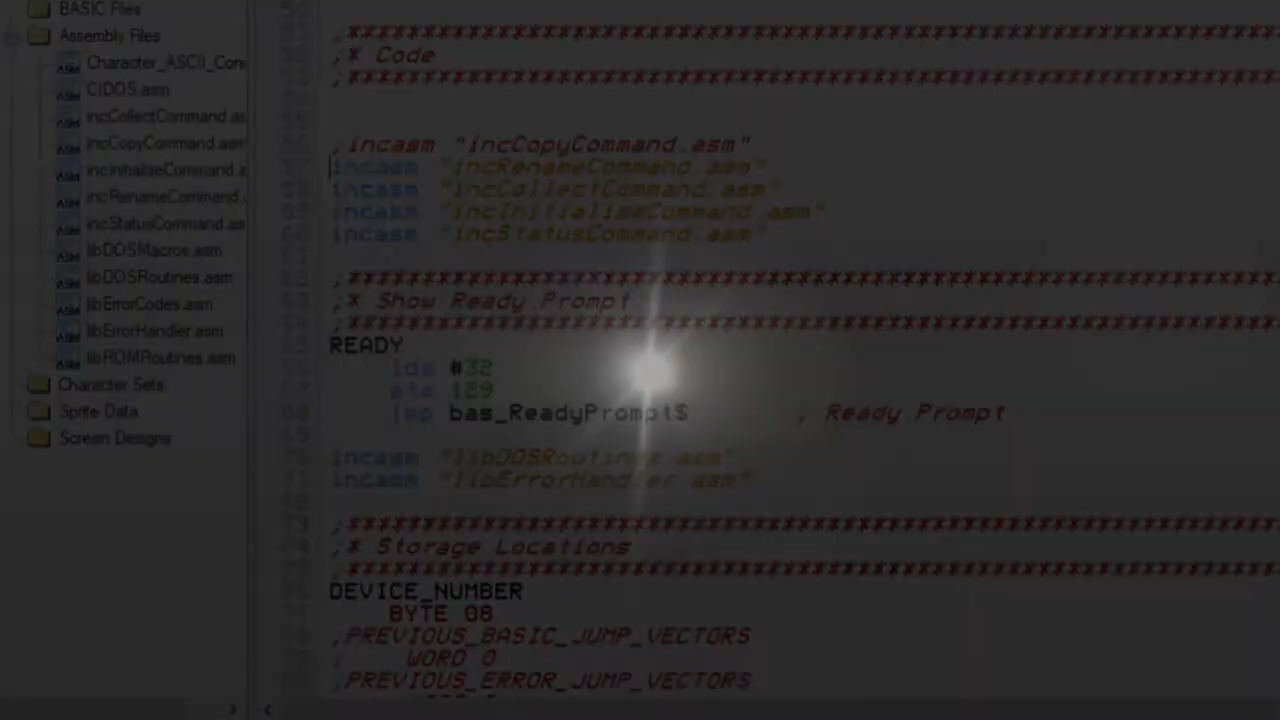 BASIC Files
Assembly Files
Character_ASCII_Con
CIDOS.asm
incCollectCommand.as
incCopyCommand.asm
incInitialiseCommand.a
incRenameCommand.
incStatusCommand.as
libDOSMacros.asm
libDOSRoutines.asm
libErrorCodes.asm
libErrorHandler.asm
libROMRoutines.asm
Character Sets
Sprite Data
Screen Designs
;* Code
;incasm "incCopyCommand.asm"
incasm "incRenameCommand.asm"
incasm "incCollectCommand.asm"
incasm "incInitialiseCommand.asm"
incasm "incStatusCommand.asm"
;* Show Ready Prompt
READY
lda #32
sta 129
jmp bas_ReadyPrompt$ ; Ready Prompt
incasm "libDOSRoutines.asm"
incasm "libErrorHandler.asm"
;* Storage Locations
DEVICE_NUMBER
BYTE 08
;PREVIOUS_BASIC_JUMP_VECTORS
; WORD 0
;PREVIOUS_ERROR_JUMP_VECTORS